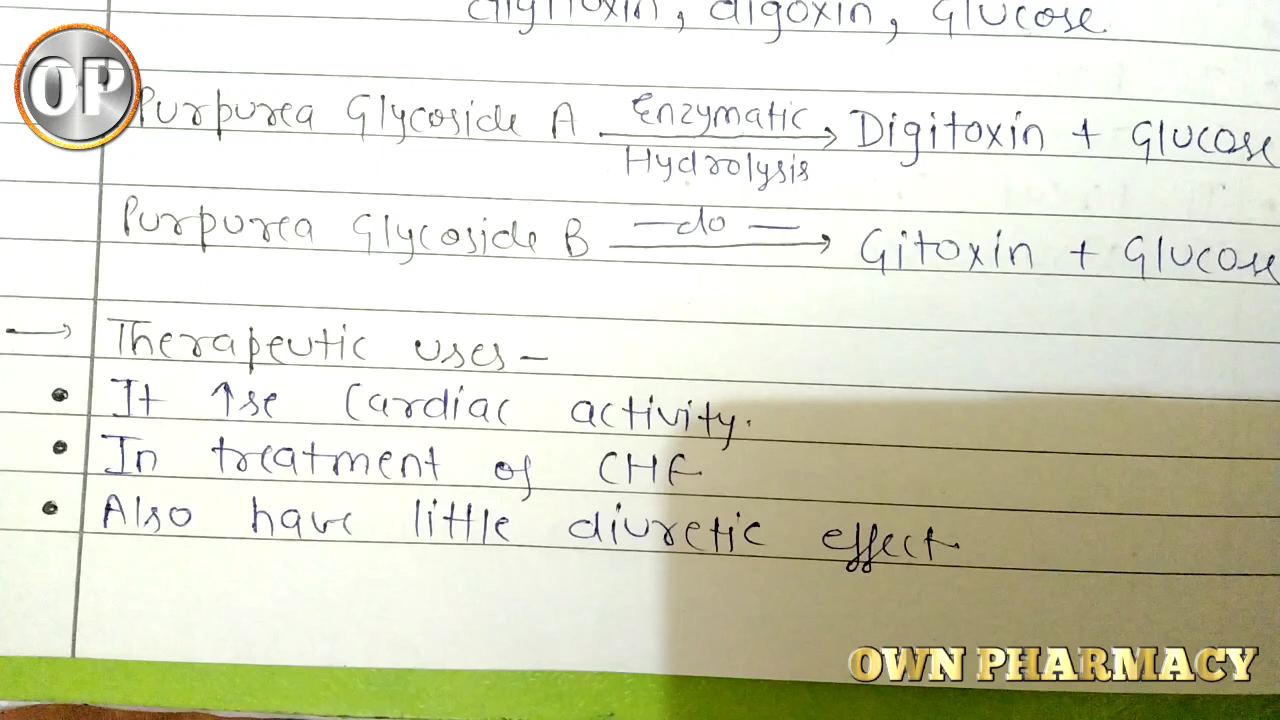 digitoxin, digoxin, Glucose
OP
Purpurea Glycoside A Enzymatic Hydrolysis → Digitoxin + Glucose
Purpurea Glycoside B —do— → Gitoxin + Glucose
→ Therapeutic uses –
• It ↑se Cardiac activity.
• In treatment of CHF
• Also have little diuretic effect
OWN PHARMACY